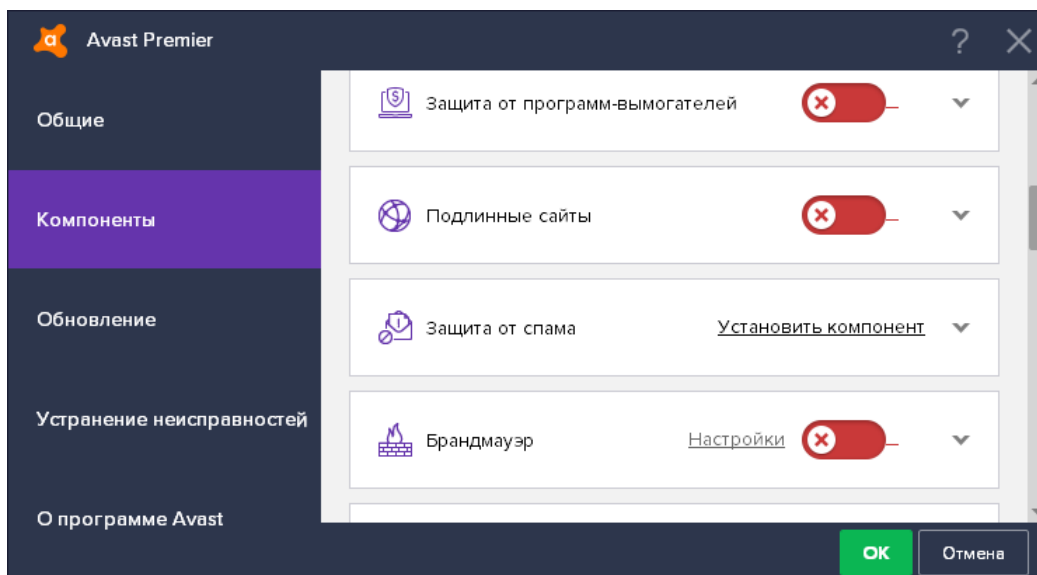 Avast Premier
?
Общие
Компоненты
Обновление
Устранение неисправностей
О программе Avast
Защита от программ-вымогателей
Подлинные сайты
Защита от спама Установить компонент
Брандмауэр Настройки
ОК Отмена